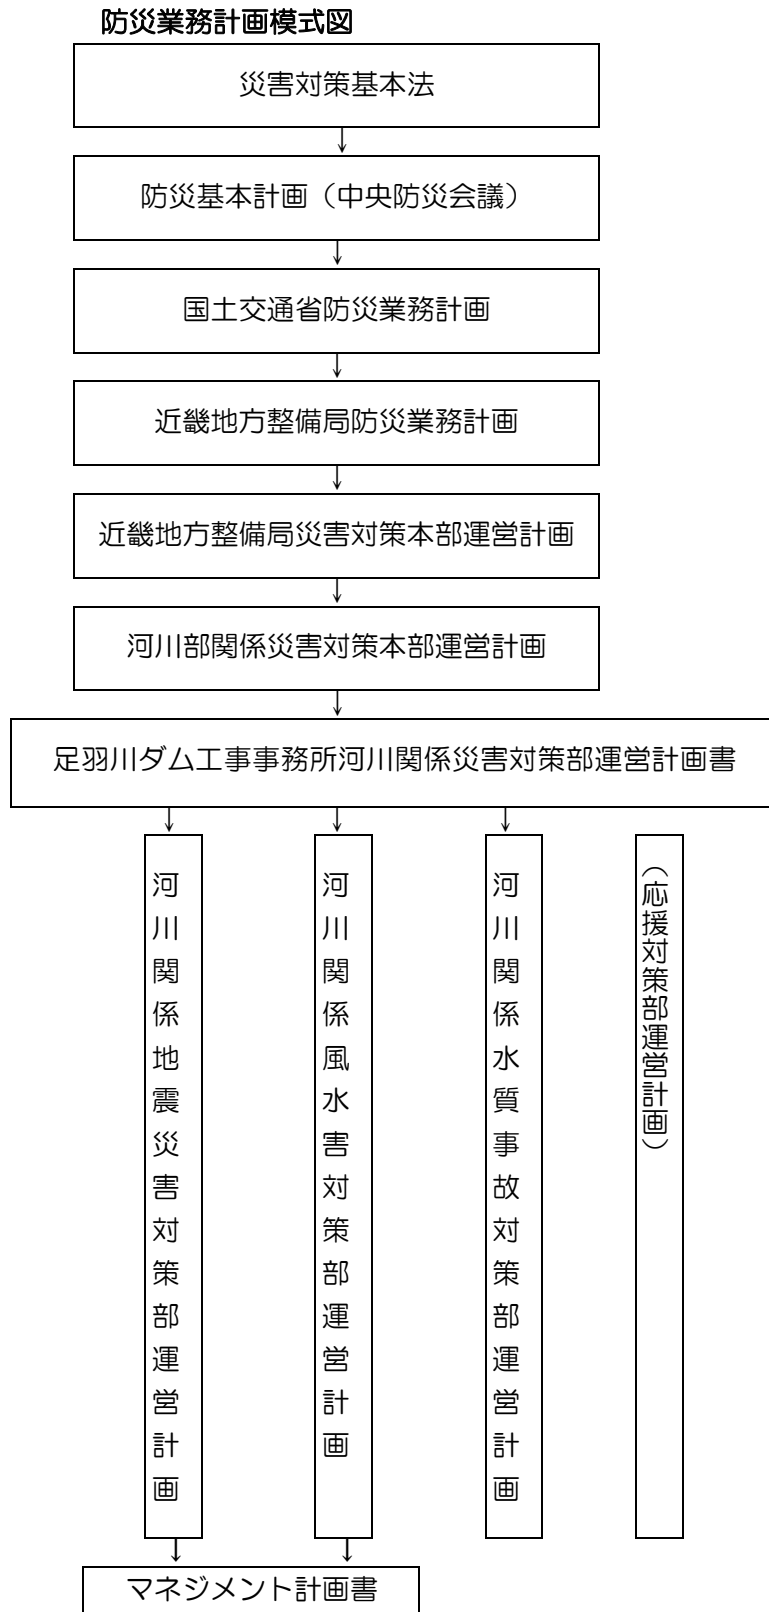 防災業務計画模式図
災害対策基本法
防災基本計画（中央防災会議）
国土交通省防災業務計画
近畿地方整備局防災業務計画
近畿地方整備局災害対策本部運営計画
河川部関係災害対策本部運営計画
足羽川ダム工事事務所河川関係災害対策部運営計画書
河川関係地震災害対策部運営計画
河川関係風水害対策部運営計画
河川関係水質事故対策部運営計画
（応援対策部運営計画）
マネジメント計画書